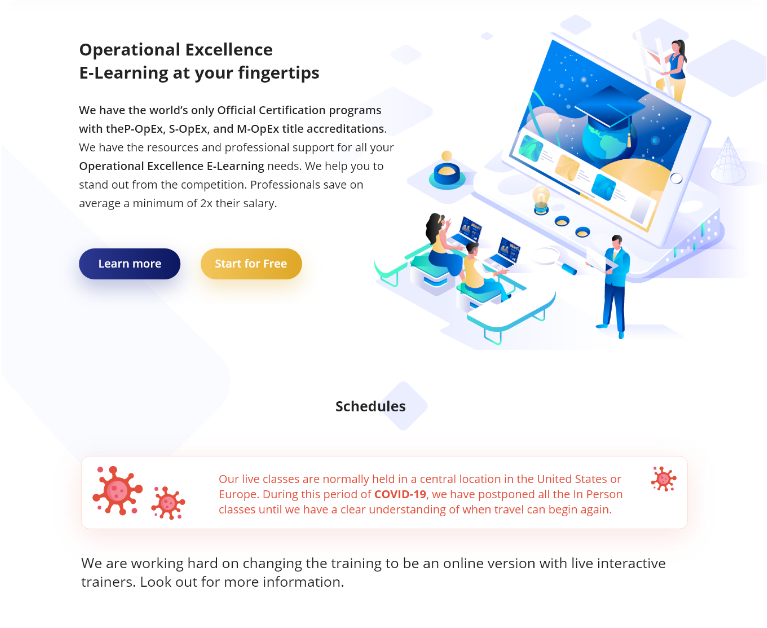 Operational Excellence
E-Learning at your fingertips
We have the world's only Official Certification programs
with theP-OpEx, S-OpEx, and M-OpEx title accreditations.
We have the resources and professional support for all your
Operational Excellence E-Learning needs. We help you to
stand out from the competition. Professionals save on
average a minimum of 2x their salary.
Learn more
Start for Free
Schedules
Our live classes are normally held in a central location in the United States or
Europe. During this period of COVID-19, we have postponed all the In Person
classes until we have a clear understanding of when travel can begin again.
We are working hard on changing the training to be an online version with live interactive
trainers. Look out for more information.